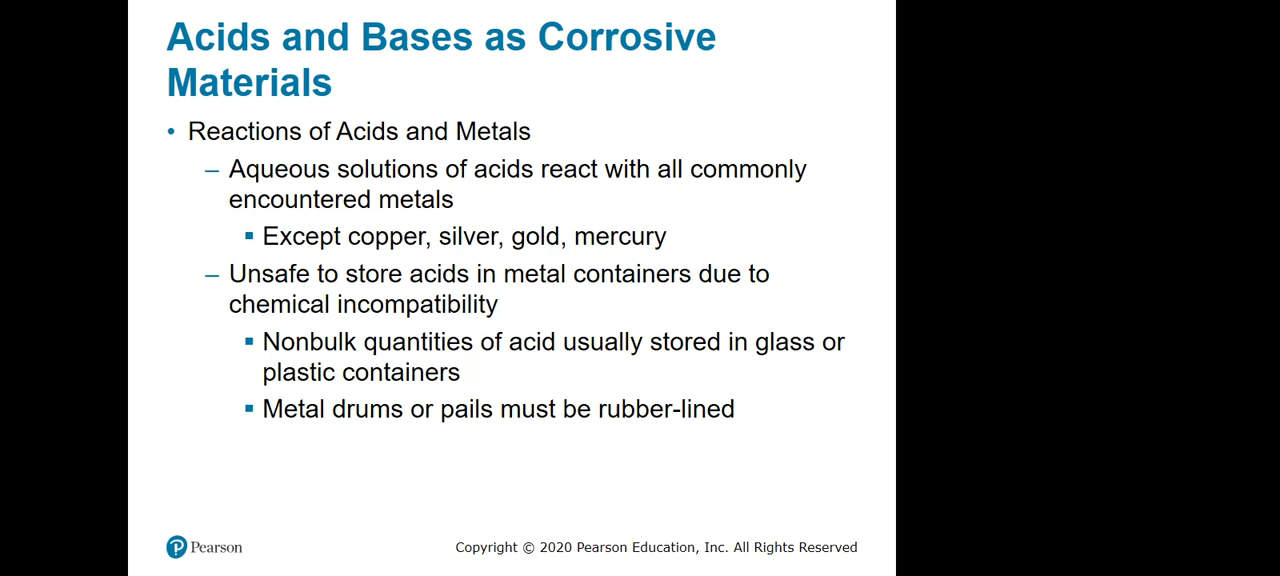 Acids and Bases as Corrosive
Materials
• Reactions of Acids and Metals
– Aqueous solutions of acids react with all commonly
encountered metals
▪ Except copper, silver, gold, mercury
– Unsafe to store acids in metal containers due to
chemical incompatibility
▪ Nonbulk quantities of acid usually stored in glass or
plastic containers
▪ Metal drums or pails must be rubber-lined
Pearson
Copyright © 2020 Pearson Education, Inc. All Rights Reserved